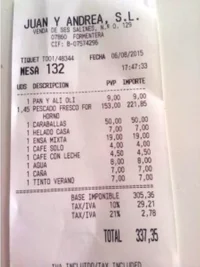 JUAN Y ANDREA, S.L.
VENDA DE SES SALINES, S.P.O. 129
07860 FORMENTERA
CIF: B-07574296
TIQUET T001/48344 FECHA 06/08/2015
MESA 132 17:47:33
UDS DESCRIPCION PVP IMPORTE
1 PAN Y ALI OLI 9,00 9,00
1,45 PESCADO FRESCO FOR 153,00 221,85
HORNO
1 CARABALLAS 50,00 50,00
1 HELADO CASA 7,00 7,00
1 ENSA MIXTA 19,00 19,00
1 CAFE SOLO 4,00 4,00
1 CAFE CON LECHE 4,50 4,50
1 AGUA 8,00 8,00
1 CAÑA 7,00 7,00
1 TINTO VERANO 7,00 7,00
BASE IMPONIBLE 305,36
TAX/IVA 10% 29,21
TAX/IVA 21% 2,78
TOTAL 337,35
IVA INCLUIDO/TAX INCLUDED